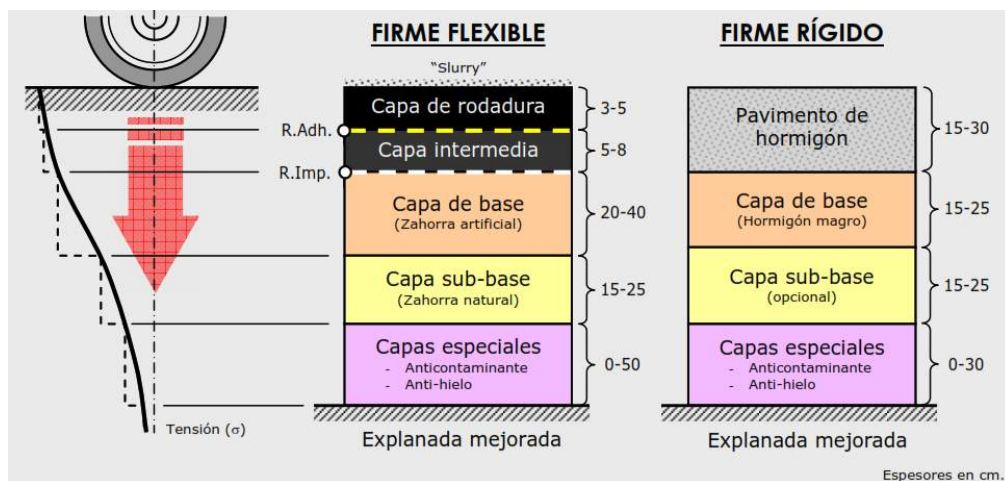 FIRME FLEXIBLE
FIRME RÍGIDO
"Slurry"
Capa de rodadura
3-5
R.Adh.
Capa intermedia
5-8
R.Imp.
Capa de base
(Zahorra artificial)
20-40
Capa sub-base
(Zahorra natural)
15-25
Capas especiales
- Anticontaminante
- Anti-hielo
0-50
Explanada mejorada
Tensión (σ)
Pavimento de
hormigón
15-30
Capa de base
(Hormigón magro)
15-25
Capa sub-base
(opcional)
15-25
Capas especiales
- Anticontaminante
- Anti-hielo
0-30
Explanada mejorada
Espesores en cm.